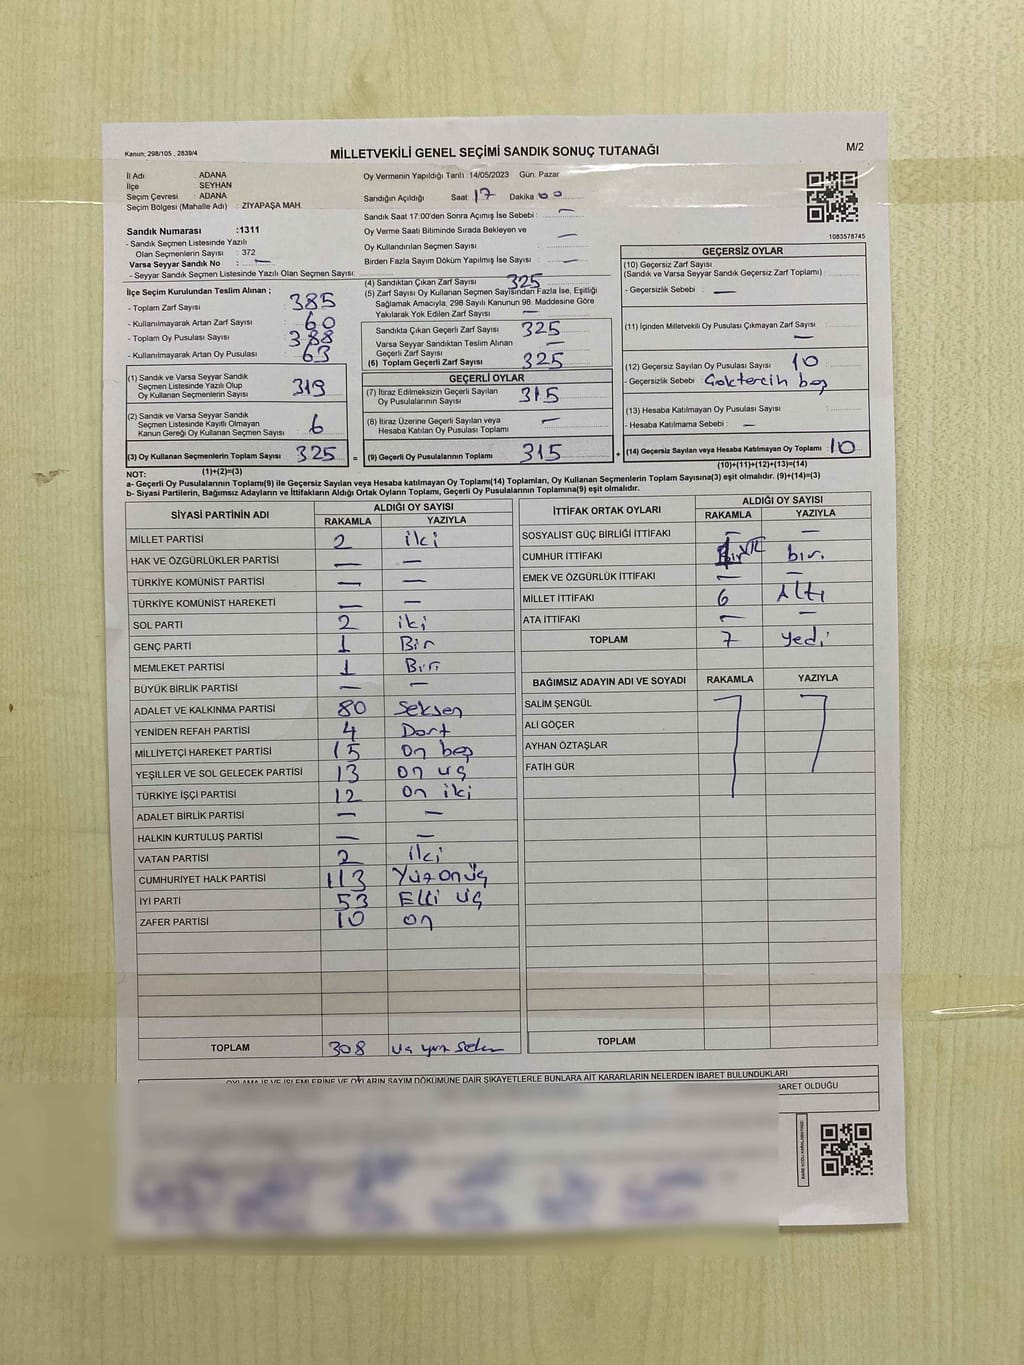 Kanun; 298/105 , 2839/4
MİLLETVEKİLİ GENEL SEÇİMİ SANDIK SONUÇ TUTANAĞI
M/2
İl Adı : ADANA
İlçe : SEYHAN
Seçim Çevresi : ADANA
Seçim Bölgesi (Mahalle Adı) : ZİYAPAŞA MAH.
Oy Vermenin Yapıldığı Tarih 14/05/2023 Gün. Pazar
Sandığın Açıldığı Saat 17 Dakika 00
Sandık Saat 17:00'den Sonra Açımış İse Sebebi : —
Oy Verme Saati Bitiminde Sırada Bekleyen ve
Oy Kullandırılan Seçmen Sayısı : —
Birden Fazla Sayım Döküm Yapılmış İse Sayısı : —
1083578745
Sandık Numarası :1311
- Sandık Seçmen Listesinde Yazılı
Olan Seçmenlerin Sayısı : 372
Varsa Seyyar Sandık No : —
- Seyyar Sandık Seçmen Listesinde Yazılı Olan Seçmen Sayısı:
İlçe Seçim Kurulundan Teslim Alınan ;
- Toplam Zarf Sayısı 385
- Kullanılmayarak Artan Zarf Sayısı 60
- Toplam Oy Pusulası Sayısı 388
- Kullanılmayarak Artan Oy Pusulası 63
(1) Sandık ve Varsa Seyyar Sandık
Seçmen Listesinde Yazılı Olup
Oy Kullanan Seçmenlerin Sayısı 319
(2) Sandık ve Varsa Seyyar Sandık
Seçmen Listesinde Kayıtlı Olmayan
Kanun Gereği Oy Kullanan Seçmen Sayısı 6
(3) Oy Kullanan Seçmenlerin Toplam Sayısı 325 =
(4) Sandıktan Çıkan Zarf Sayısı 325
(5) Zarf Sayısı Oy Kullanan Seçmen Sayısından Fazla İse, Eşitliği
Sağlamak Amacıyla, 298 Sayılı Kanunun 98. Maddesine Göre
Yakılarak Yok Edilen Zarf Sayısı : —
Sandıkta Çıkan Geçerli Zarf Sayısı 325
Varsa Seyyar Sandıktan Teslim Alınan
Geçerli Zarf Sayısı —
(6) Toplam Geçerli Zarf Sayısı 325
GEÇERLİ OYLAR
(7) İtiraz Edilmeksizin Geçerli Sayılan
Oy Pusulalarının Sayısı 315
(8) İtiraz Üzerine Geçerli Sayılan veya
Hesaba Katılan Oy Pusulası Toplamı —
(9) Geçerli Oy Pusulalarının Toplamı 315 +
GEÇERSİZ OYLAR
(10) Geçersiz Zarf Sayısı
(Sandık ve Varsa Seyyar Sandık Geçersiz Zarf Toplamı) :
- Geçersizlik Sebebi : —
(11) İçinden Milletvekili Oy Pusulası Çıkmayan Zarf Sayısı : —
(12) Geçersiz Sayılan Oy Pusulası Sayısı : 10
- Geçersizlik Sebebi : Çoktercih boş
(13) Hesaba Katılmayan Oy Pusulası Sayısı :
- Hesaba Katılmama Sebebi : —
(14) Geçersiz Sayılan veya Hesaba Katılmayan Oy Toplamı 10
NOT: (1)+(2)=(3)
(10)+(11)+(12)+(13)=(14)
a- Geçerli Oy Pusulalarının Toplamı(9) ile Geçersiz Sayılan veya Hesaba katılmayan Oy Toplamı(14) Toplamları, Oy Kullanan Seçmenlerin Toplam Sayısına(3) eşit olmalıdır. (9)+(14)=(3)
b- Siyasi Partilerin, Bağımsız Adayların ve İttifakların Aldığı Ortak Oyların Toplamı, Geçerli Oy Pusulalarının Toplamına(9) eşit olmalıdır.
SİYASİ PARTİNİN ADI ALDIĞI OY SAYISI
RAKAMLA YAZIYLA
MİLLET PARTİSİ 2 iki
HAK VE ÖZGÜRLÜKLER PARTİSİ — —
TÜRKİYE KOMÜNİST PARTİSİ — —
TÜRKİYE KOMÜNİST HAREKETİ — —
SOL PARTİ 2 iki
GENÇ PARTİ 1 Bir
MEMLEKET PARTİSİ 1 Bir
BÜYÜK BİRLİK PARTİSİ — —
ADALET VE KALKINMA PARTİSİ 80 Seksen
YENİDEN REFAH PARTİSİ 4 Dört
MİLLİYETÇİ HAREKET PARTİSİ 15 On beş
YEŞİLLER VE SOL GELECEK PARTİSİ 13 on üç
TÜRKİYE İŞÇİ PARTİSİ 12 On iki
ADALET BİRLİK PARTİSİ — —
HALKIN KURTULUŞ PARTİSİ — —
VATAN PARTİSİ 2 iki
CUMHURİYET HALK PARTİSİ 113 Yüzonüç
İYİ PARTİ 53 Elli üç
ZAFER PARTİSİ 10 on
TOPLAM 308 üç yüz sekiz
İTTİFAK ORTAK OYLARI ALDIĞI OY SAYISI
RAKAMLA YAZIYLA
SOSYALİST GÜÇ BİRLİĞİ İTTİFAKI — —
CUMHUR İTTİFAKI bir.
EMEK VE ÖZGÜRLÜK İTTİFAKI — —
MİLLET İTTİFAKI 6 Altı
ATA İTTİFAKI — —
TOPLAM 7 yedi
BAĞIMSIZ ADAYIN ADI VE SOYADI RAKAMLA YAZIYLA
SALİM ŞENGÜL
ALİ GÖÇER
AYHAN ÖZTAŞLAR
FATİH GÜR
TOPLAM
OYLAMA İŞ VE İŞLEMLERİNE VE OYLARIN SAYIM DÖKÜMÜNE DAİR ŞİKAYETLERLE BUNLARA AİT KARARLARIN NELERDEN İBARET BULUNDUKLARI
BARET OLDUĞU